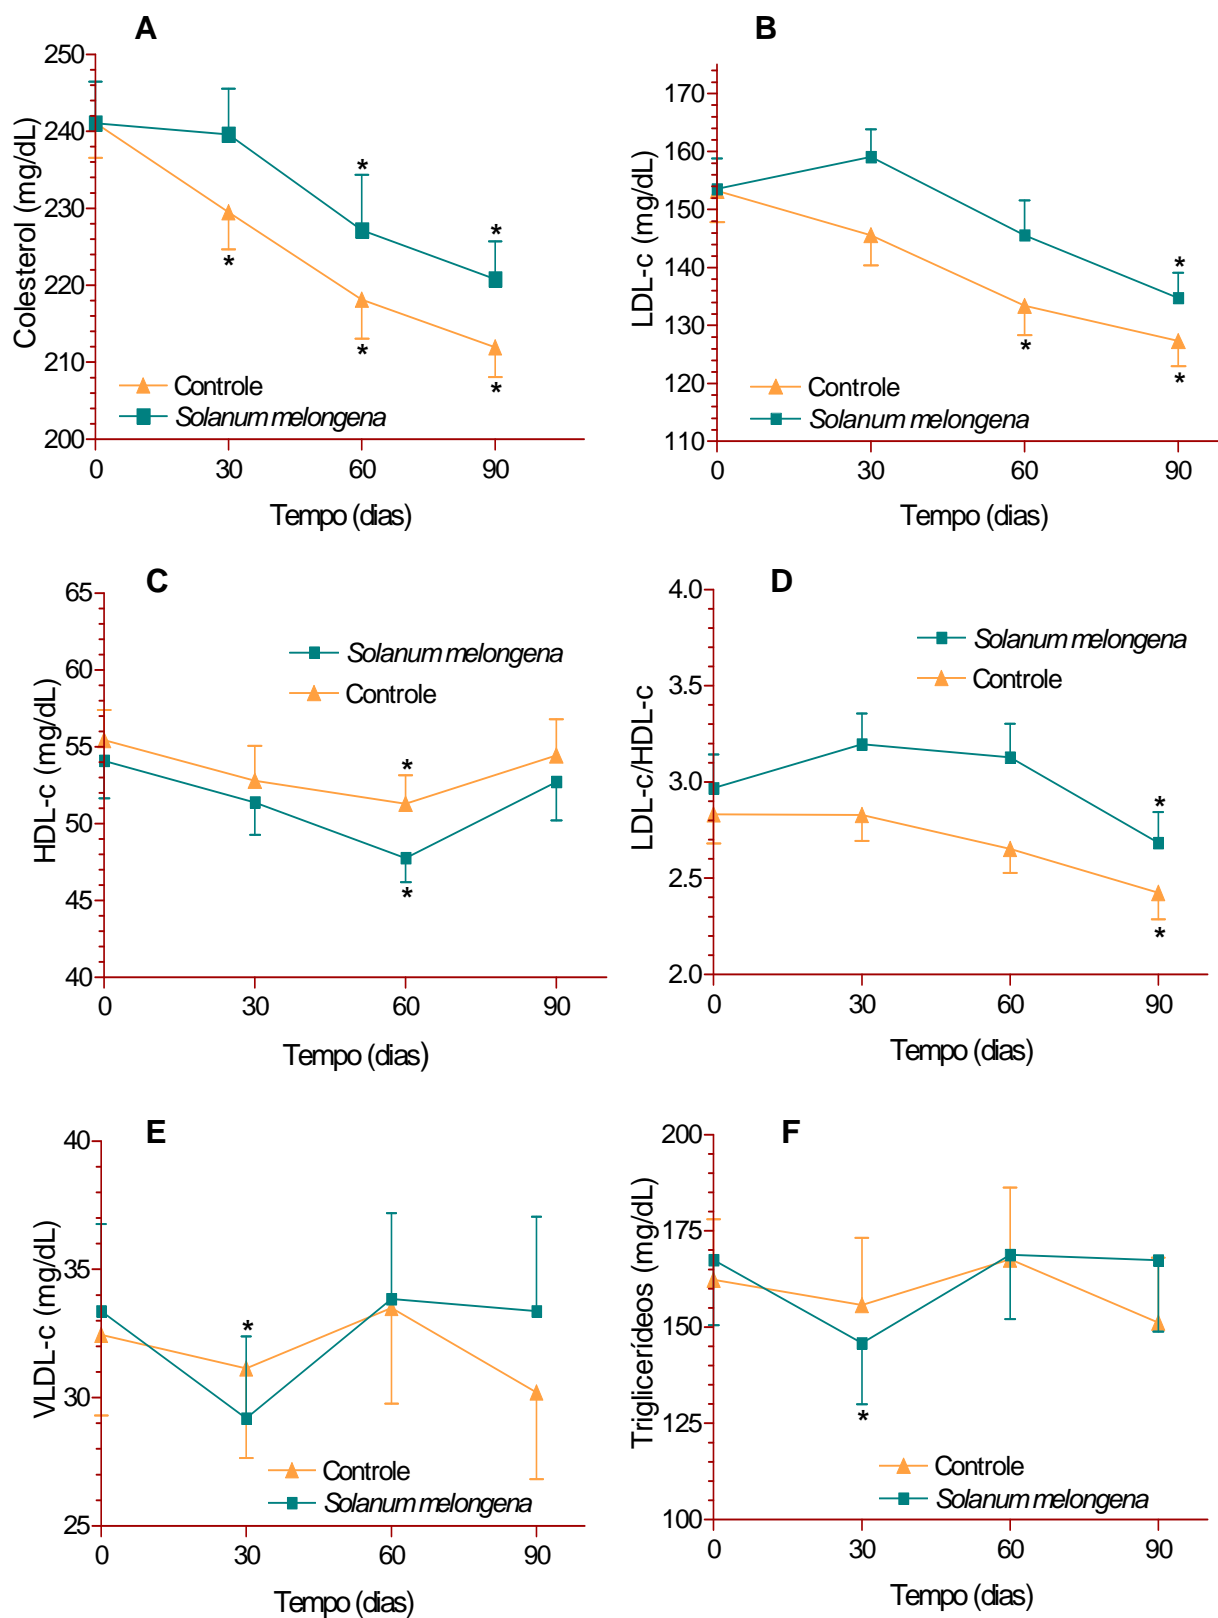 A
Colesterol (mg/dL)
250
240
230
220
210
200
*
*
*
*
*
Controle
Solanum melongena
0 30 60 90
Tempo (dias)
B
LDL-c (mg/dL)
170
160
150
140
130
120
110
*
*
*
Controle
Solanum melongena
0 30 60 90
Tempo (dias)
C
HDL-c (mg/dL)
65
60
55
50
45
40
Solanum melongena
Controle
*
*
0 30 60 90
Tempo (dias)
D
LDL-c/HDL-c
4.0
3.5
3.0
2.5
2.0
Solanum melongena
Controle
*
*
0 30 60 90
Tempo (dias)
E
VLDL-c (mg/dL)
40
35
30
25
*
Controle
Solanum melongena
0 30 60 90
Tempo (dias)
F
Triglicerídeos (mg/dL)
200
175
150
125
100
*
Controle
Solanum melongena
0 30 60 90
Tempo (dias)